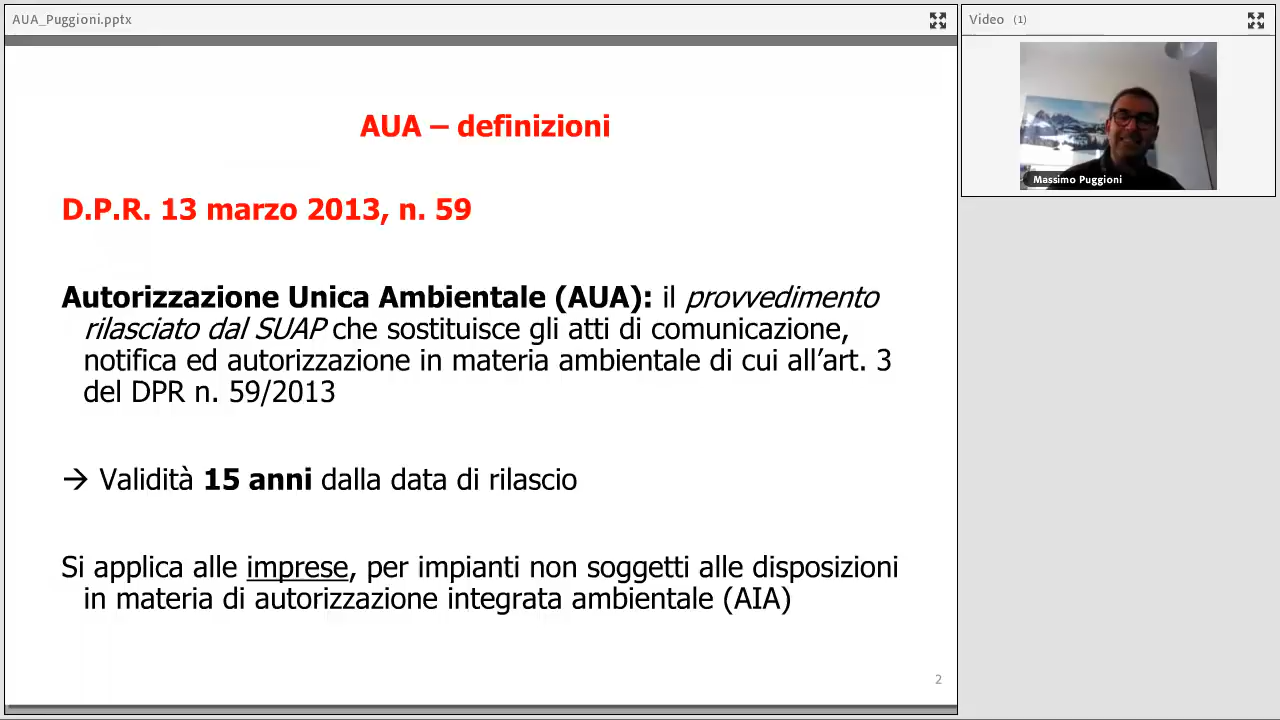 AUA_Puggioni.pptx
Video (1)
Massimo Puggioni
AUA – definizioni
D.P.R. 13 marzo 2013, n. 59
Autorizzazione Unica Ambientale (AUA): il provvedimento
rilasciato dal SUAP che sostituisce gli atti di comunicazione,
notifica ed autorizzazione in materia ambientale di cui all’art. 3
del DPR n. 59/2013
→ Validità 15 anni dalla data di rilascio
Si applica alle imprese, per impianti non soggetti alle disposizioni
in materia di autorizzazione integrata ambientale (AIA)
2